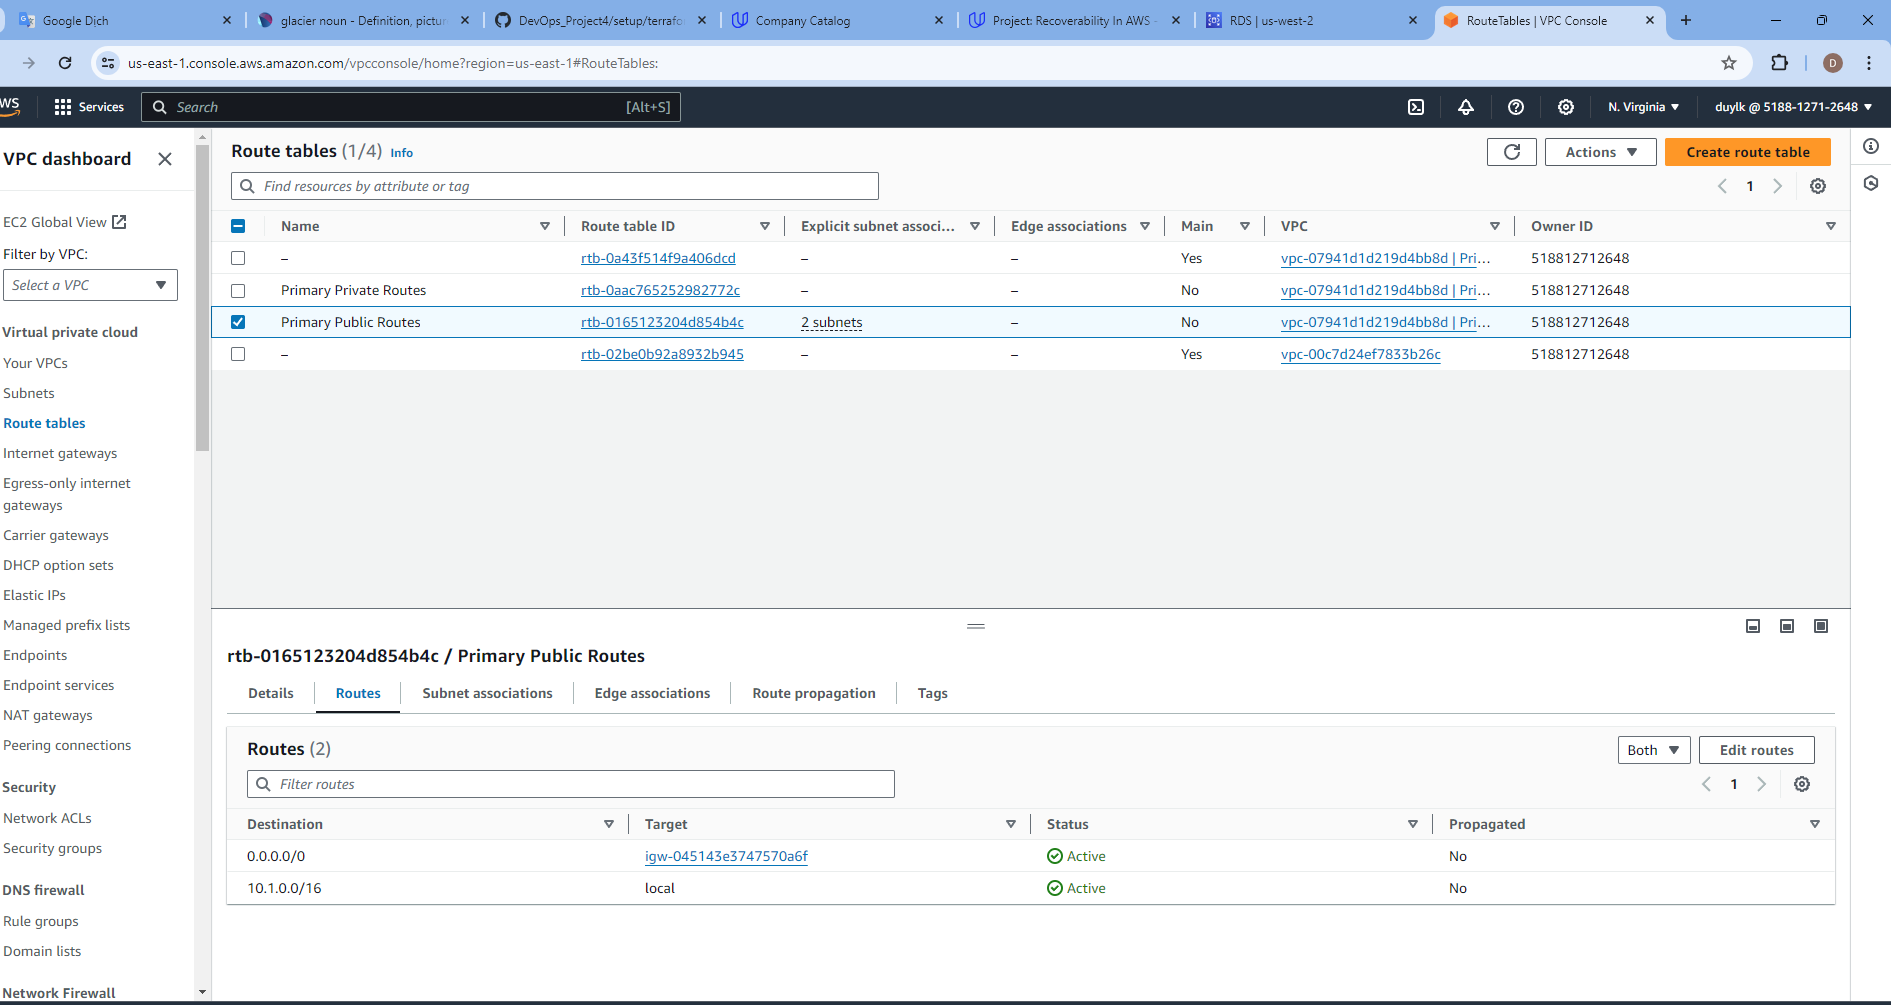 Google Dịch
glacier noun - Definition, pictur
DevOps_Project4/setup/terrafo
Company Catalog
Project: Recoverability In AWS -
RDS | us-west-2
RouteTables | VPC Console
us-east-1.console.aws.amazon.com/vpcconsole/home?region=us-east-1#RouteTables:
D
Services
Search
[Alt+S]
N. Virginia
duylk @ 5188-1271-2648
VPC dashboard
EC2 Global View
Filter by VPC:
Select a VPC
Virtual private cloud
Your VPCs
Subnets
Route tables
Internet gateways
Egress-only internet
gateways
Carrier gateways
DHCP option sets
Elastic IPs
Managed prefix lists
Endpoints
Endpoint services
NAT gateways
Peering connections
Security
Network ACLs
Security groups
DNS firewall
Rule groups
Domain lists
Network Firewall
Route tables (1/4) Info
Actions
Create route table
Find resources by attribute or tag
1
Name Route table ID Explicit subnet associ... Edge associations Main VPC Owner ID
– rtb-0a43f514f9a406dcd – – Yes vpc-07941d1d219d4bb8d | Pri... 518812712648
Primary Private Routes rtb-0aac765252982772c – – No vpc-07941d1d219d4bb8d | Pri... 518812712648
Primary Public Routes rtb-0165123204d854b4c 2 subnets – No vpc-07941d1d219d4bb8d | Pri... 518812712648
– rtb-02be0b92a8932b945 – – Yes vpc-00c7d24ef7833b26c 518812712648
rtb-0165123204d854b4c / Primary Public Routes
Details Routes Subnet associations Edge associations Route propagation Tags
Routes (2)
Both
Edit routes
Filter routes
1
Destination Target Status Propagated
0.0.0.0/0 igw-045143e3747570a6f Active No
10.1.0.0/16 local Active No